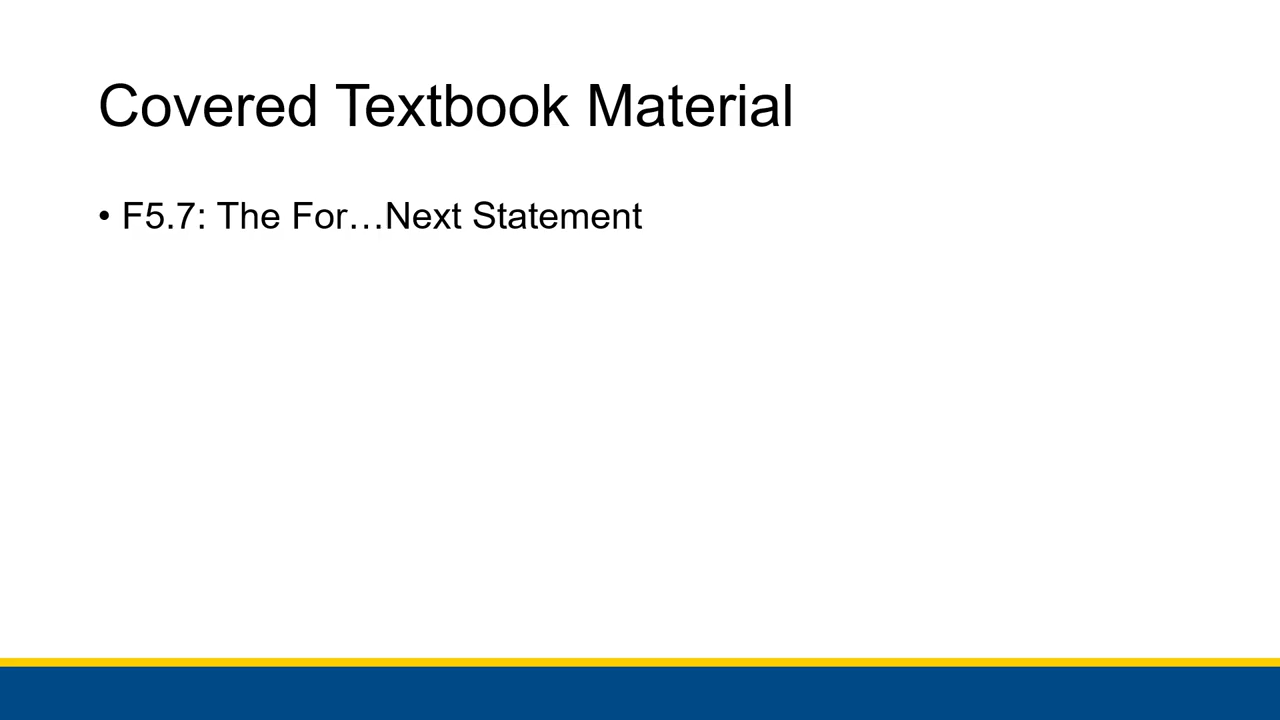 Covered Textbook Material
• F5.7: The For…Next Statement